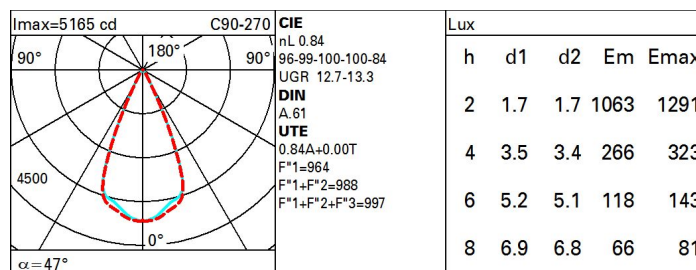 Imax=5165 cd C90-270
90° 180° 90°
4500
0°
α=47°
CIE
nL 0.84
96-99-100-100-84
UGR 12.7-13.3
DIN
A.61
UTE
0.84A+0.00T
F"1=964
F"1+F"2=988
F"1+F"2+F"3=997
Lux
h d1 d2 Em Emax
2 1.7 1.7 1063 1291
4 3.5 3.4 266 323
6 5.2 5.1 118 143
8 6.9 6.8 66 81